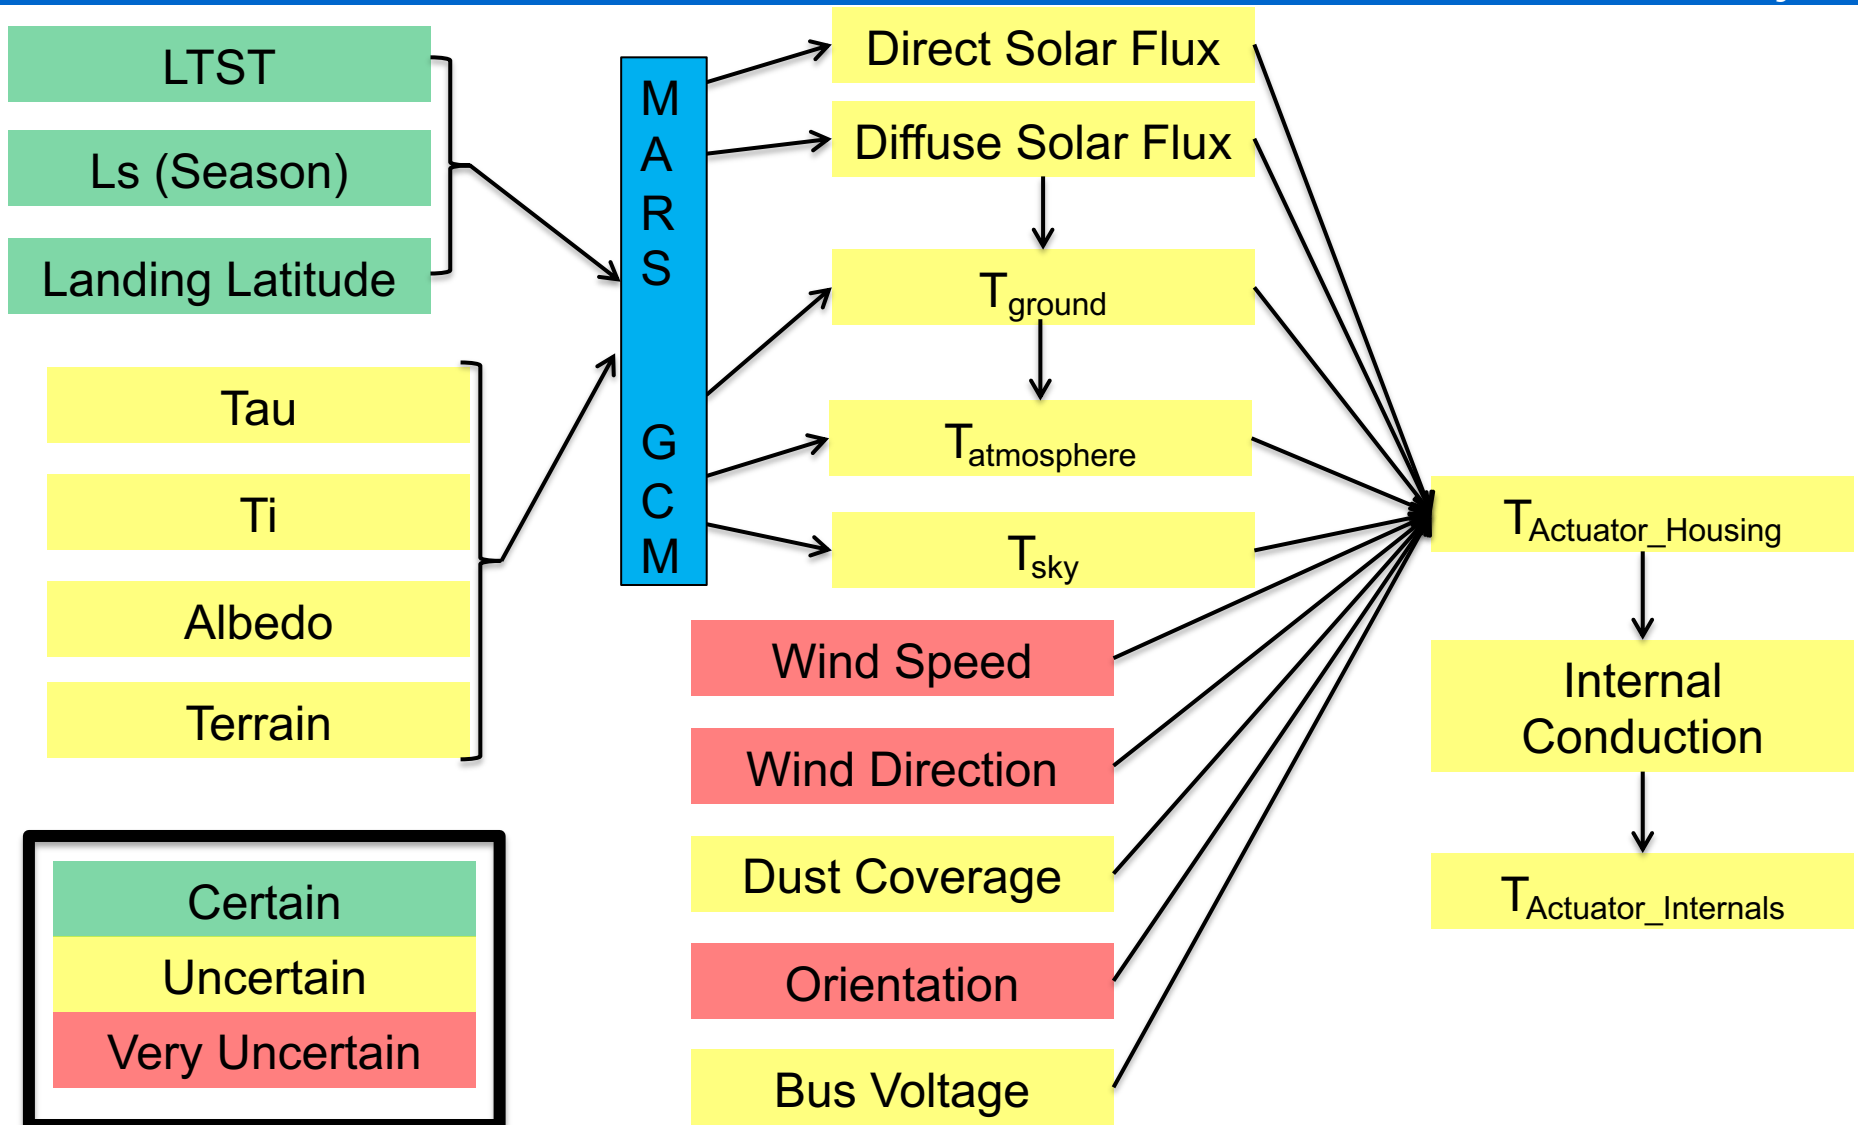 LTST
Ls (Season)
Landing Latitude
Tau
Ti
Albedo
Terrain
Certain
Uncertain
Very Uncertain
M
A
R
S
G
C
M
Direct Solar Flux
Diffuse Solar Flux
Tground
Tatmosphere
Tsky
Wind Speed
Wind Direction
Dust Coverage
Orientation
Bus Voltage
TActuator_Housing
Internal
Conduction
TActuator_Internals